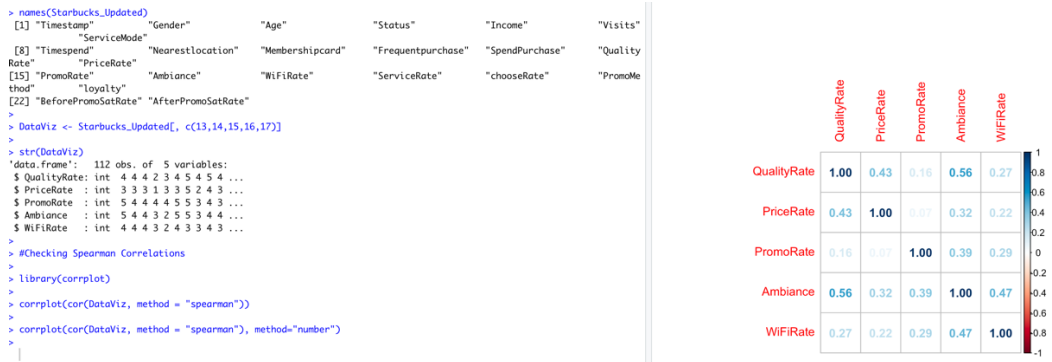 > names(Starbucks_Updated)
[1] "Timestamp" "Gender" "Age" "Status" "Income" "Visits"
"ServiceMode"
[8] "Timespend" "Nearestlocation" "Membershipcard" "Frequentpurchase" "SpendPurchase" "Quality
Rate" "PriceRate"
[15] "PromoRate" "Ambiance" "WiFiRate" "ServiceRate" "chooseRate" "PromoMe
thod" "loyalty"
[22] "BeforePromoSatRate" "AfterPromoSatRate"
>
> DataViz <- Starbucks_Updated[, c(13,14,15,16,17)]
>
> str(DataViz)
'data.frame': 112 obs. of 5 variables:
$ QualityRate: int 4 4 4 2 3 4 5 4 5 4 ...
$ PriceRate : int 3 3 3 1 3 3 5 2 4 3 ...
$ PromoRate : int 5 4 4 4 4 5 5 3 4 3 ...
$ Ambiance : int 5 4 4 3 2 5 5 3 4 4 ...
$ WiFiRate : int 4 4 4 3 2 4 3 3 4 3 ...
>
> #Checking Spearman Correlations
>
> library(corrplot)
>
> corrplot(cor(DataViz, method = "spearman"))
>
> corrplot(cor(DataViz, method = "spearman"), method="number")
>
QualityRate PriceRate PromoRate Ambiance WiFiRate
QualityRate 1.00 0.43 0.16 0.56 0.27
PriceRate 0.43 1.00 0.07 0.32 0.22
PromoRate 0.16 0.07 1.00 0.39 0.29
Ambiance 0.56 0.32 0.39 1.00 0.47
WiFiRate 0.27 0.22 0.29 0.47 1.00
1
0.8
0.6
0.4
0.2
0
-0.2
-0.4
-0.6
-0.8
-1